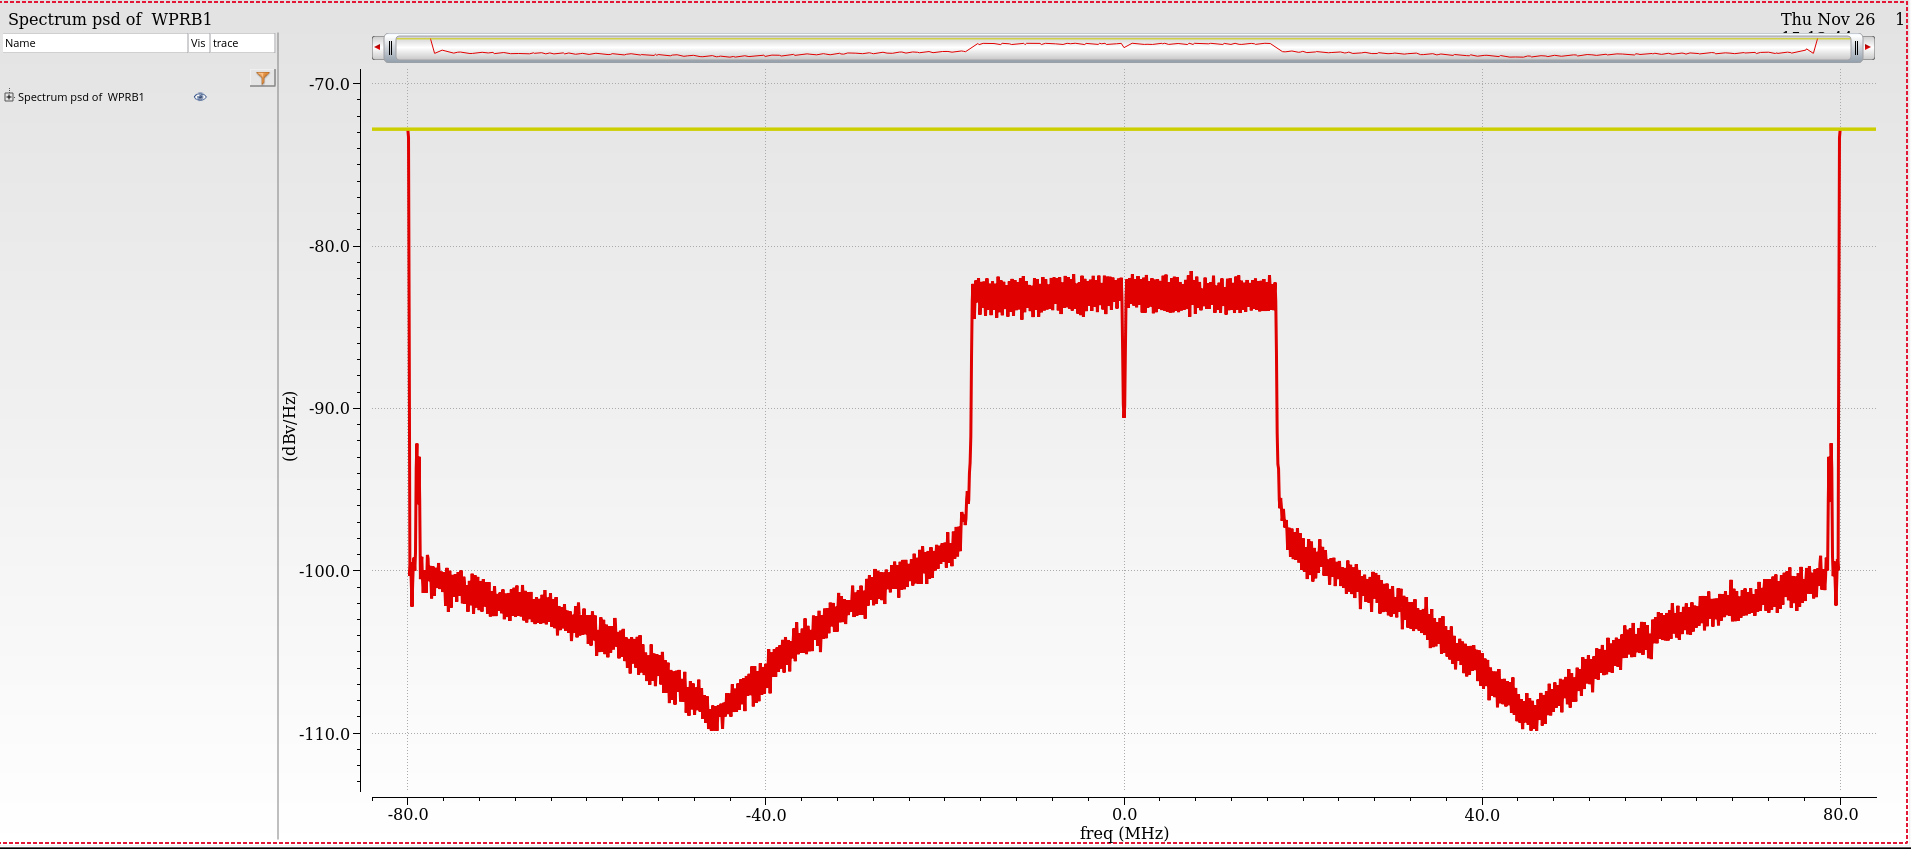 Spectrum psd of WPRB1
Thu Nov 26 1
Name Vis trace
Spectrum psd of WPRB1
-70.0
-80.0
-90.0
-100.0
-110.0
(dBv/Hz)
-80.0 -40.0 0.0 40.0 80.0
freq (MHz)